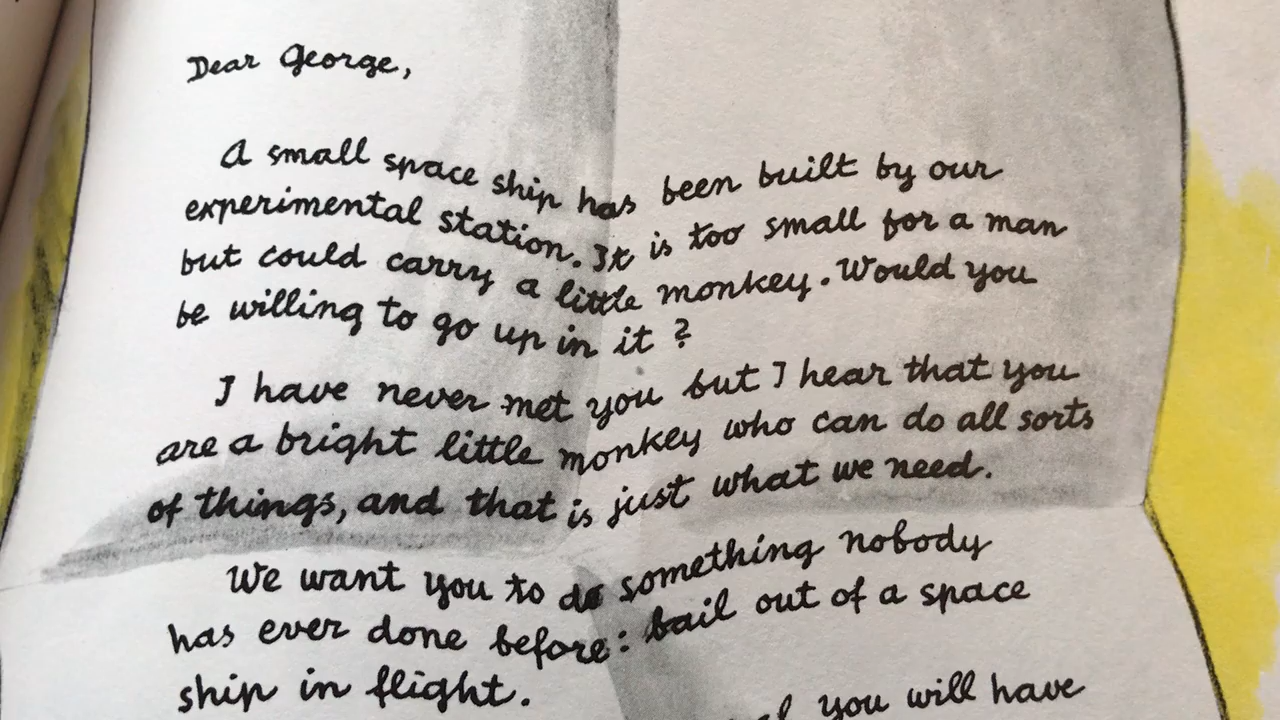 Dear George,
A small space ship has been built by our
experimental station. It is too small for a man
but could carry a little monkey. Would you
be willing to go up in it?
I have never met you but I hear that you
are a bright little monkey who can do all sorts
of things, and that is just what we need.
We want you to do something nobody
has ever done before: bail out of a space
ship in flight.
you will have